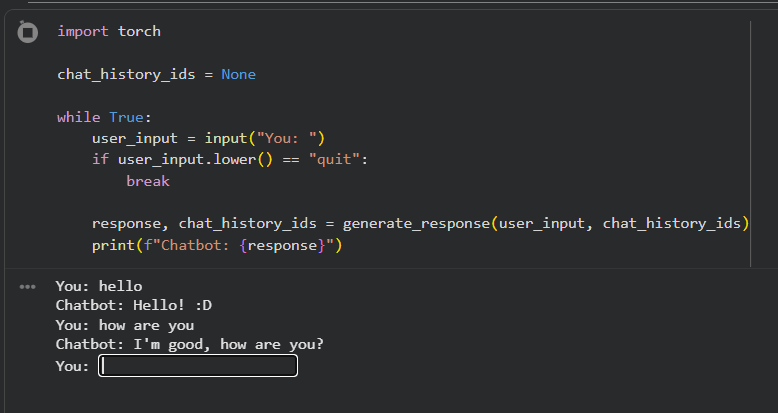 import torch
chat_history_ids = None
while True:
    user_input = input("You: ")
    if user_input.lower() == "quit":
        break
    response, chat_history_ids = generate_response(user_input, chat_history_ids)
    print(f"Chatbot: {response}")
You: hello
Chatbot: Hello! :D
You: how are you
Chatbot: I'm good, how are you?
You: